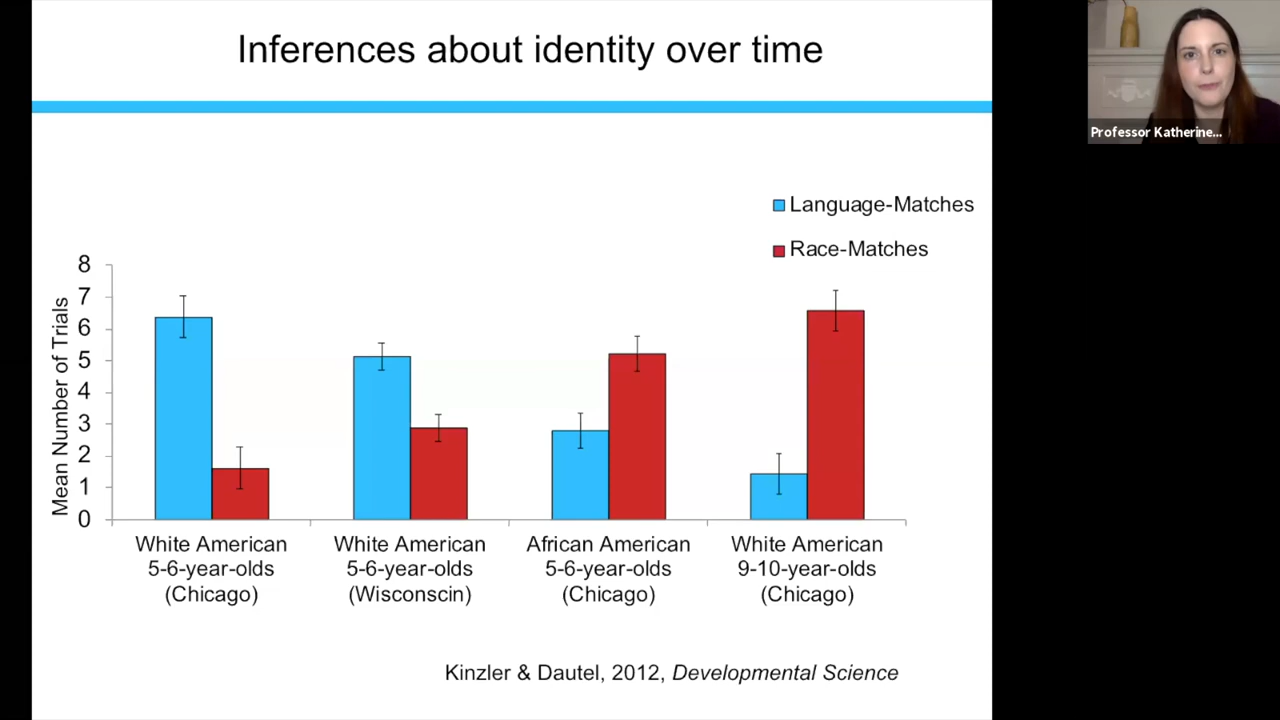 Inferences about identity over time
Professor Katherine...
Language-Matches
Race-Matches
Mean Number of Trials
8
7
6
5
4
3
2
1
0
White American
5-6-year-olds
(Chicago)
White American
5-6-year-olds
(Wisconscin)
African American
5-6-year-olds
(Chicago)
White American
9-10-year-olds
(Chicago)
Kinzler & Dautel, 2012, Developmental Science